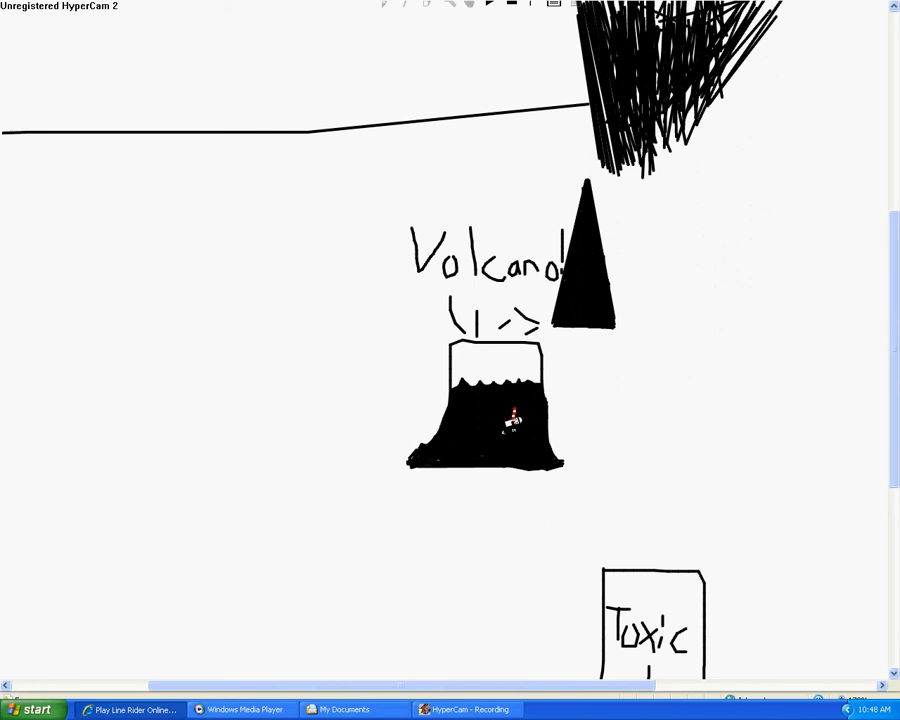 Unregistered HyperCam 2
Volcano!
Toxic
start
Play Line Rider Online...
Windows Media Player
My Documents
HyperCam - Recording
10:48 AM